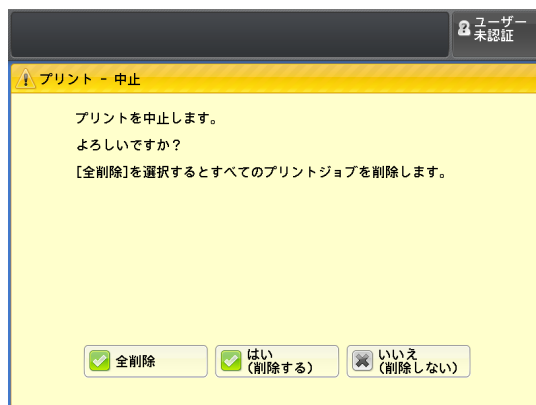 ユーザー
未認証
プリント - 中止
プリントを中止します。
よろしいですか？
[全削除]を選択するとすべてのプリントジョブを削除します。
全削除
はい
(削除する)
いいえ
(削除しない)